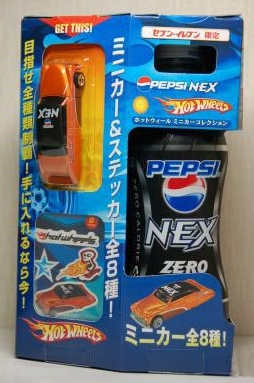 GET THIS!
目指せ全種類制覇!手に入れるなら今!
ミニカー&ステッカー全8種!
NEX
hotwheels
HOT WHEELS
セブン-イレブン 限定
PEPSI NEX
Hot Wheels
ホットウィール ミニカーコレクション
PEPSI
NEX
ZERO
ZERO CALORIE
ミニカー全8種!